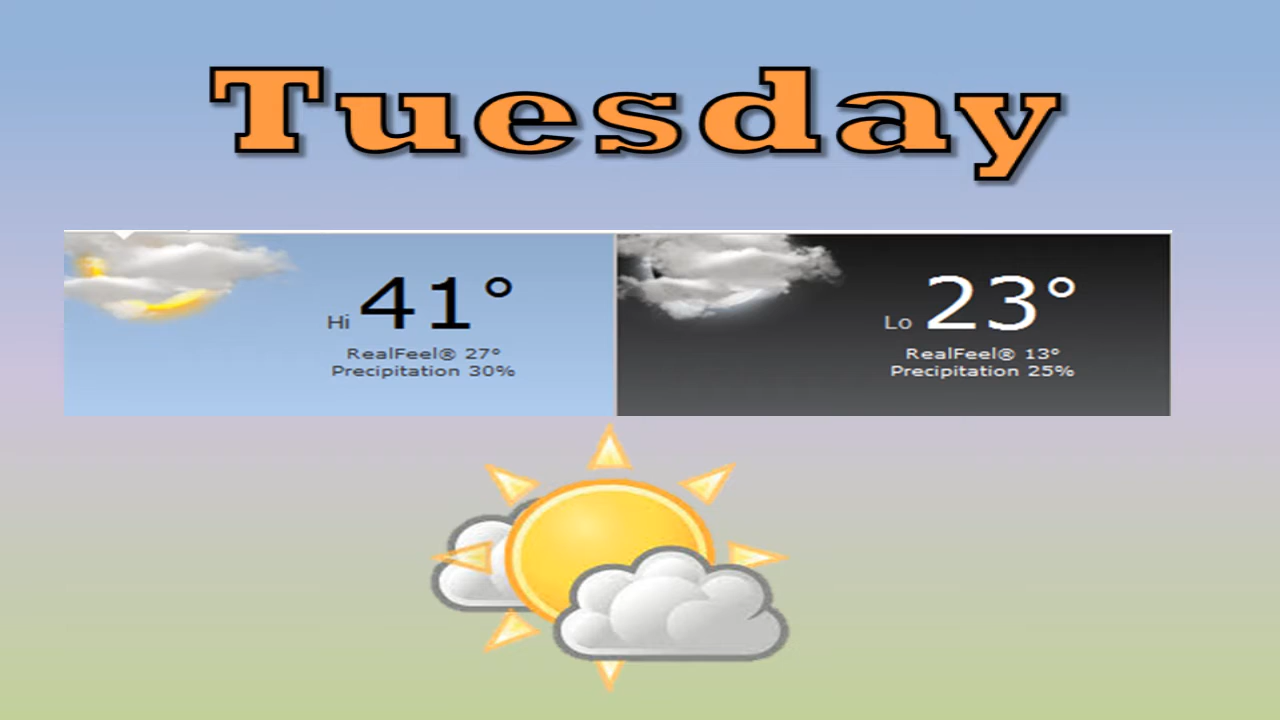 Tuesday
Hi 41°
RealFeel® 27°
Precipitation 30%
Lo 23°
RealFeel® 13°
Precipitation 25%